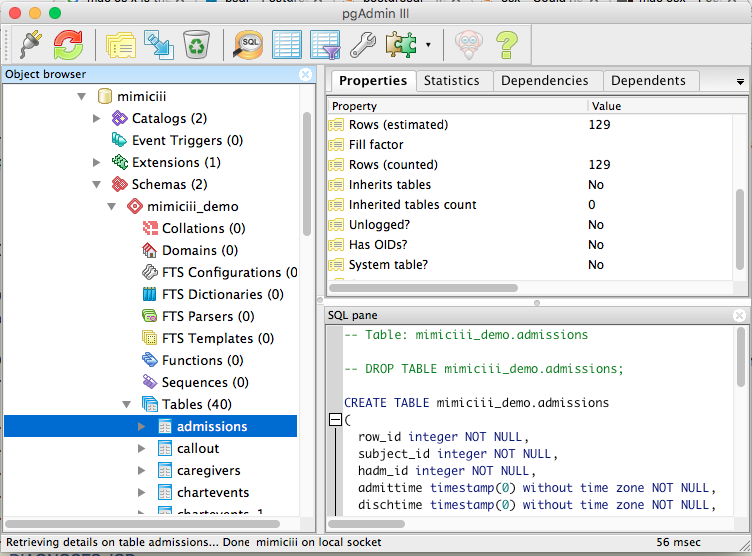 pgAdmin III
SQL
Object browser
mimiciii
Catalogs (2)
Event Triggers (0)
Extensions (1)
Schemas (2)
mimiciii_demo
Collations (0)
Domains (0)
FTS Configurations (0
FTS Dictionaries (0)
FTS Parsers (0)
FTS Templates (0)
Functions (0)
Sequences (0)
Tables (40)
admissions
callout
caregivers
chartevents
chartevents_1
Properties Statistics Dependencies Dependents
Property Value
Rows (estimated) 129
Fill factor
Rows (counted) 129
Inherits tables No
Inherited tables count 0
Unlogged? No
Has OIDs? No
System table? No
SQL pane
-- Table: mimiciii_demo.admissions
-- DROP TABLE mimiciii_demo.admissions;
CREATE TABLE mimiciii_demo.admissions
(
row_id integer NOT NULL,
subject_id integer NOT NULL,
hadm_id integer NOT NULL,
admittime timestamp(0) without time zone NOT NULL,
dischtime timestamp(0) without time zone NOT NULL,
Retrieving details on table admissions... Done mimiciii on local socket 56 msec